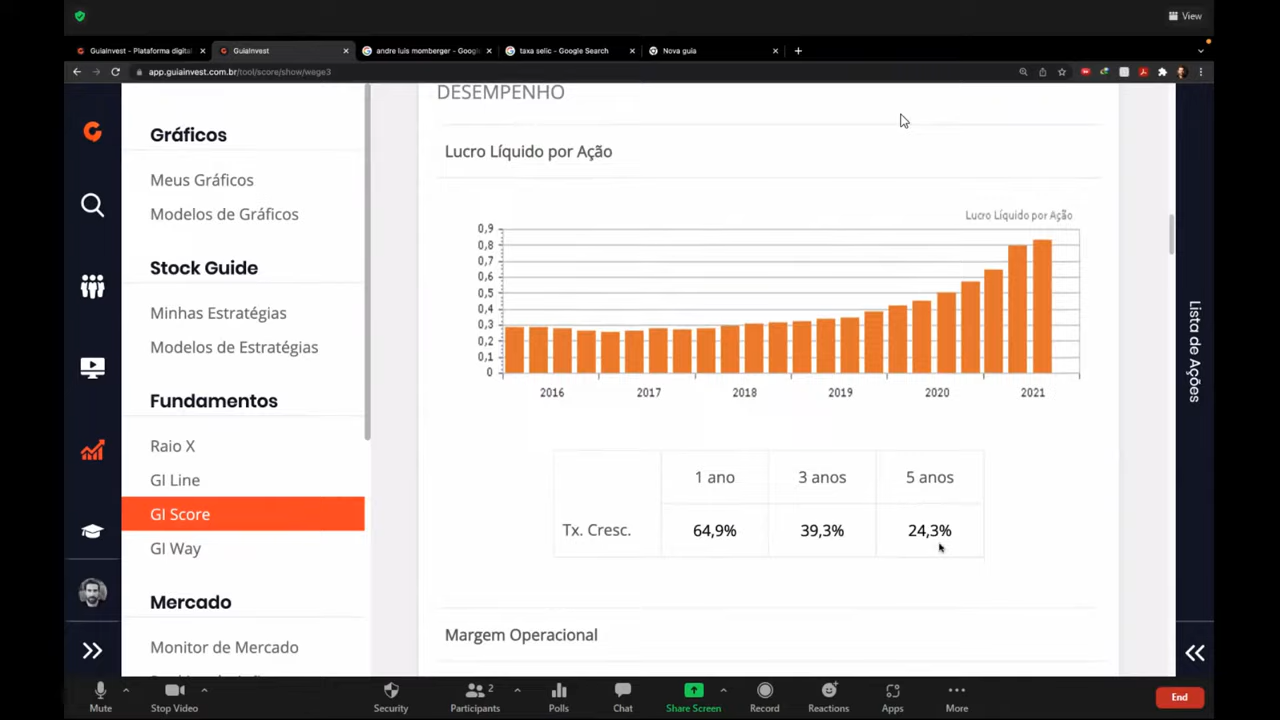 View
GuiaInvest - Plataforma digital
GuiaInvest
andre luis momberger - Google
taxa selic - Google Search
Nova guia
app.guiainvest.com.br/tool/score/show/wege3
Gráficos
Meus Gráficos
Modelos de Gráficos
Stock Guide
Minhas Estratégias
Modelos de Estratégias
Fundamentos
Raio X
GI Line
GI Score
GI Way
Mercado
Monitor de Mercado
DESEMPENHO
Lucro Líquido por Ação
Lucro Líquido por Ação
0,9
0,8
0,7
0,6
0,5
0,4
0,3
0,2
0,1
0
2016 2017 2018 2019 2020 2021
1 ano 3 anos 5 anos
Tx. Cresc. 64,9% 39,3% 24,3%
Margem Operacional
Lista de Ações
Mute
Stop Video
Security
Participants 2
Polls
Chat
Share Screen
Record
Reactions
Apps
More
End